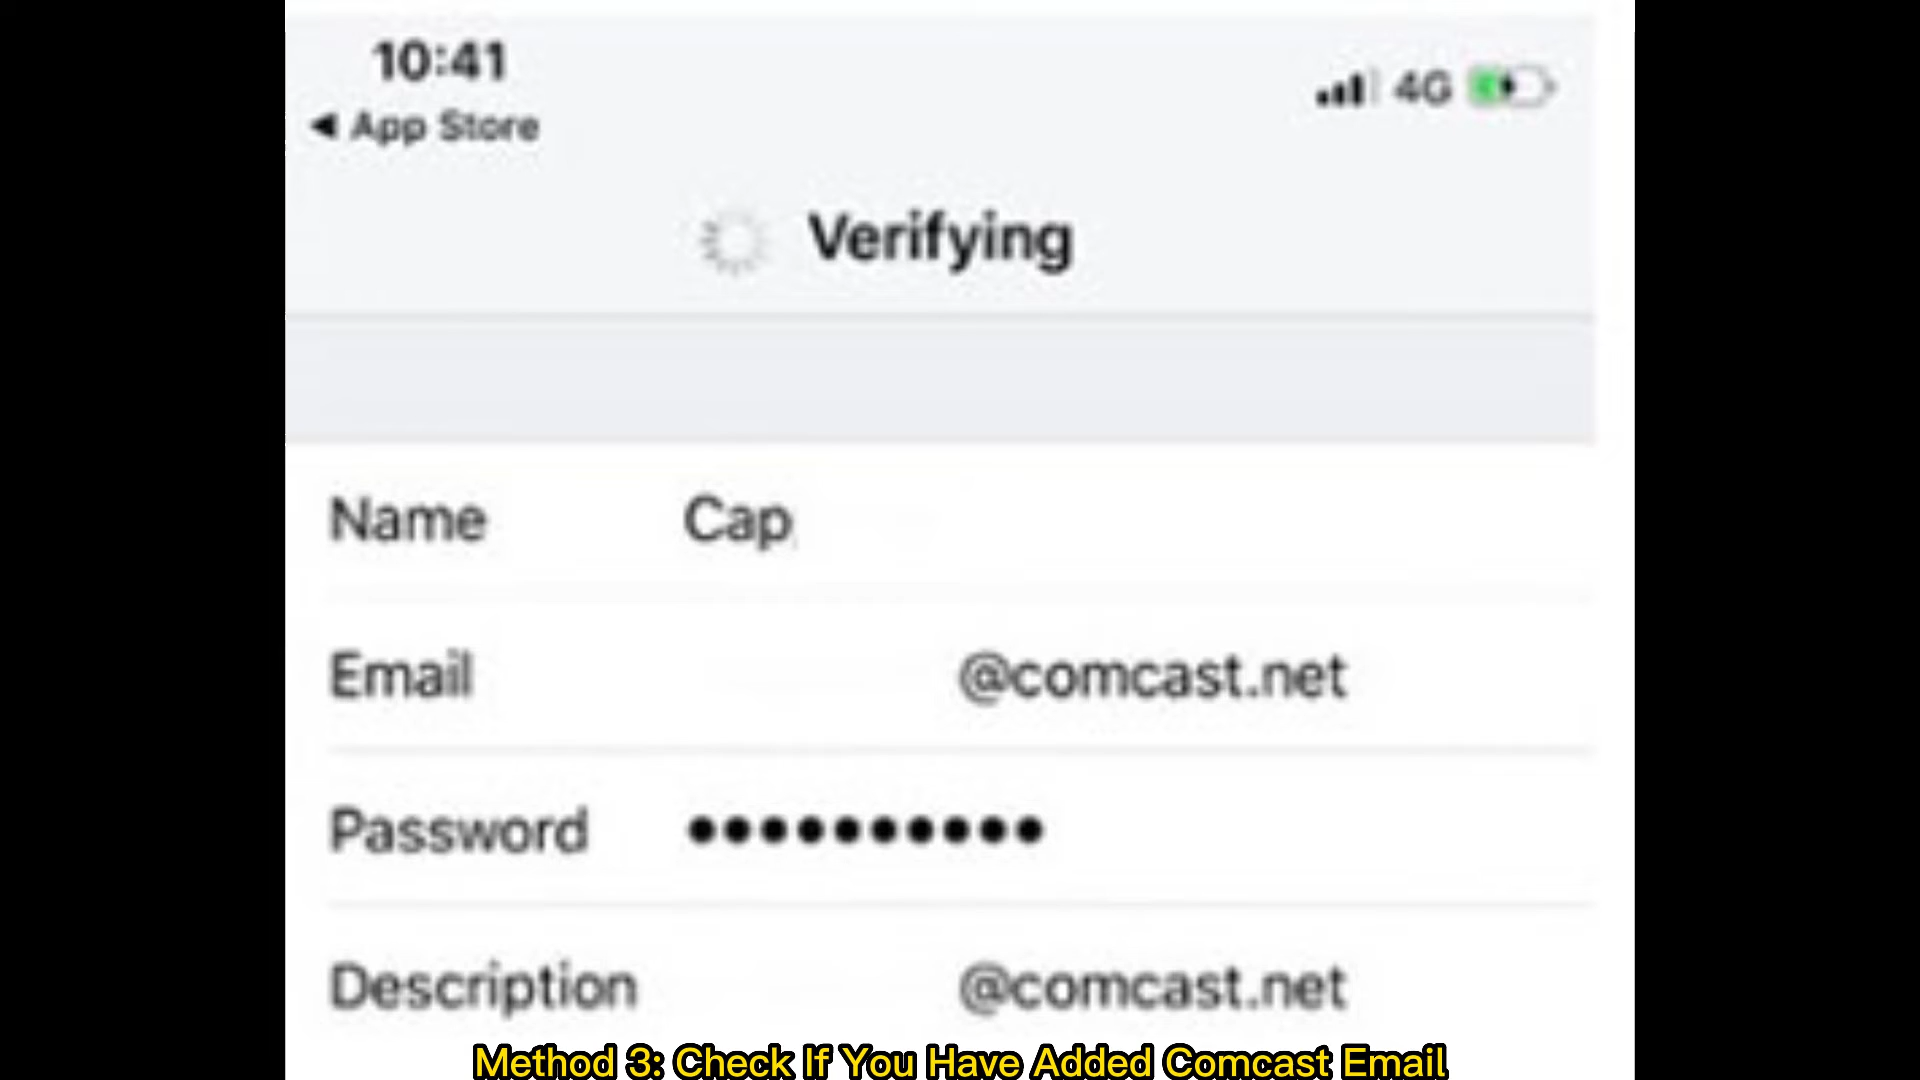 10:41
4G
◀ App Store
Verifying
Name Cap
Email @comcast.net
Password ••••••••••
Description @comcast.net
Method 3: Check If You Have Added Comcast Email